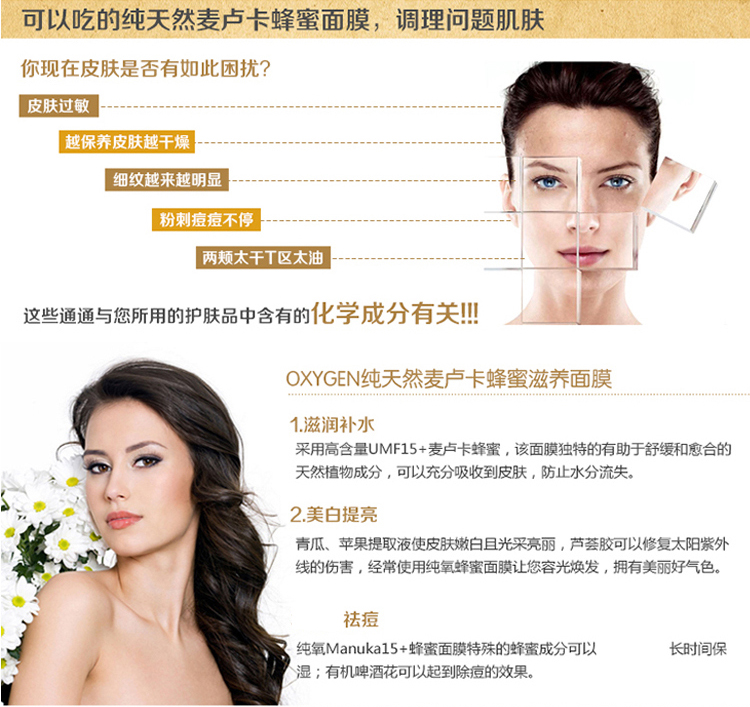 可以吃的纯天然麦卢卡蜂蜜面膜，调理问题肌肤
你现在皮肤是否有如此困扰？
皮肤过敏
越保养皮肤越干燥
细纹越来越明显
粉刺痘痘不停
两颊太干T区太油
这些通通与您所用的护肤品中含有的化学成分有关!!!
OXYGEN纯天然麦卢卡蜂蜜滋养面膜
1.滋润补水
采用高含量UMF15+麦卢卡蜂蜜，该面膜独特的有助于舒缓和愈合的
天然植物成分，可以充分吸收到皮肤，防止水分流失。
2.美白提亮
青瓜、苹果提取液使皮肤嫩白且光采亮丽，芦荟胶可以修复太阳紫外
线的伤害，经常使用纯氧蜂蜜面膜让您容光焕发，拥有美丽好气色。
祛痘
纯氧Manuka15+蜂蜜面膜特殊的蜂蜜成分可以 长时间保
湿；有机啤酒花可以起到除痘的效果。